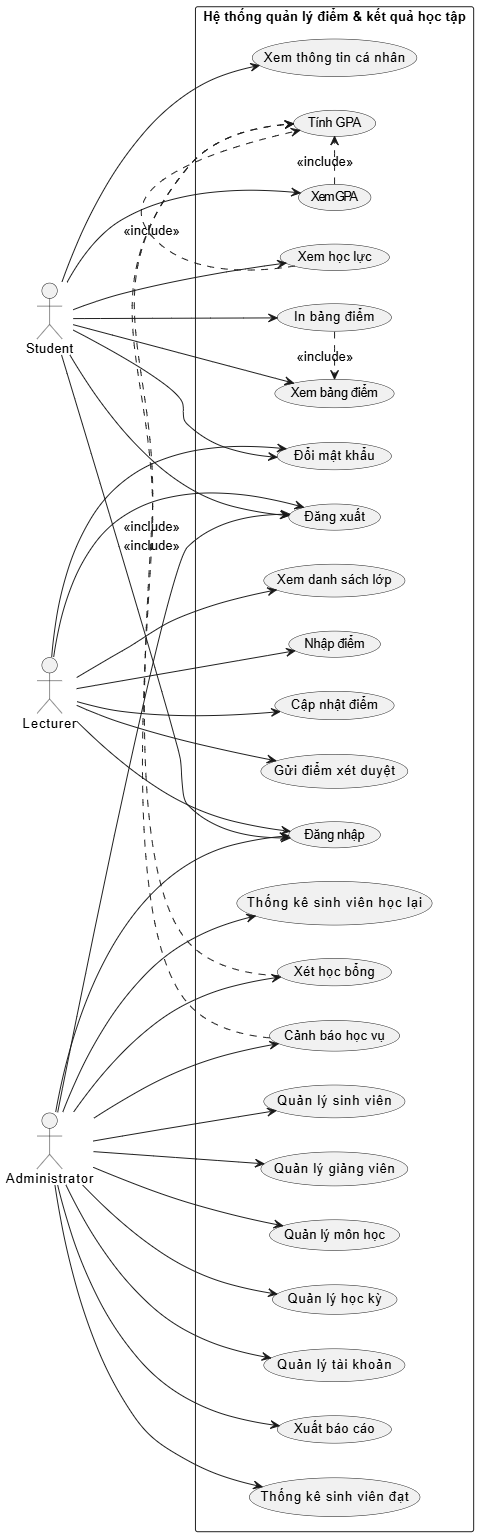 Hệ thống quản lý điểm & kết quả học tập
Xem thông tin cá nhân
Tính GPA
«include»
Xem GPA
«include»
Xem học lực
In bảng điểm
Student
«include»
Xem bảng điểm
Đổi mật khẩu
Đăng xuất
«include»
«include»
Xem danh sách lớp
Nhập điểm
Lecturer
Cập nhật điểm
Gửi điểm xét duyệt
Đăng nhập
Thống kê sinh viên học lại
Xét học bổng
Cảnh báo học vụ
Quản lý sinh viên
Administrator
Quản lý giảng viên
Quản lý môn học
Quản lý học kỳ
Quản lý tài khoản
Xuất báo cáo
Thống kê sinh viên đạt